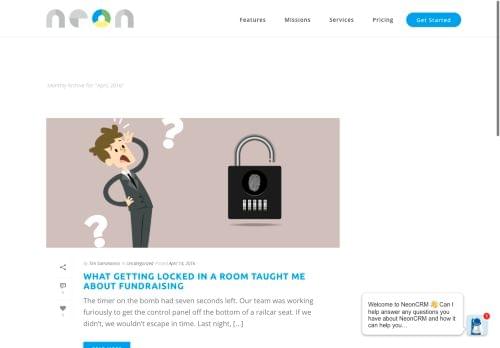 neon
Features Missions Services Pricing Get Started
Monthly Archive for "April, 2016"
? ?
in Uncategorized Posted April 14, 2016
WHAT GETTING LOCKED IN A ROOM TAUGHT ME
ABOUT FUNDRAISING
The timer on the bomb had seven seconds left. Our team was working
furiously to get the control panel off the bottom of a railcar seat. If we
didn't, we wouldn't escape in time. Last night, [...]
Welcome to NeonCRM 👋 Can I
help answer any questions you
have about NeonCRM and how it
can help you...
1